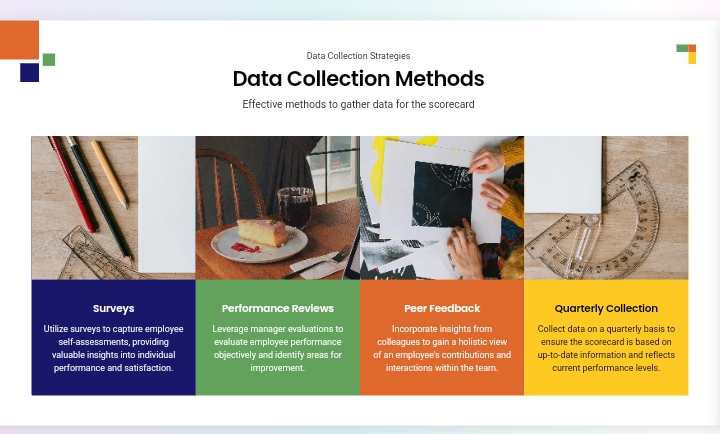 Data Collection Strategies
Data Collection Methods
Effective methods to gather data for the scorecard
Surveys
Utilize surveys to capture employee
self-assessments, providing
valuable insights into individual
performance and satisfaction.
Performance Reviews
Leverage manager evaluations to
evaluate employee performance
objectively and identify areas for
improvement.
Peer Feedback
Incorporate insights from
colleagues to gain a holistic view
of an employee's contributions and
interactions within the team.
Quarterly Collection
Collect data on a quarterly basis to
ensure the scorecard is based on
up-to-date information and reflects
current performance levels.